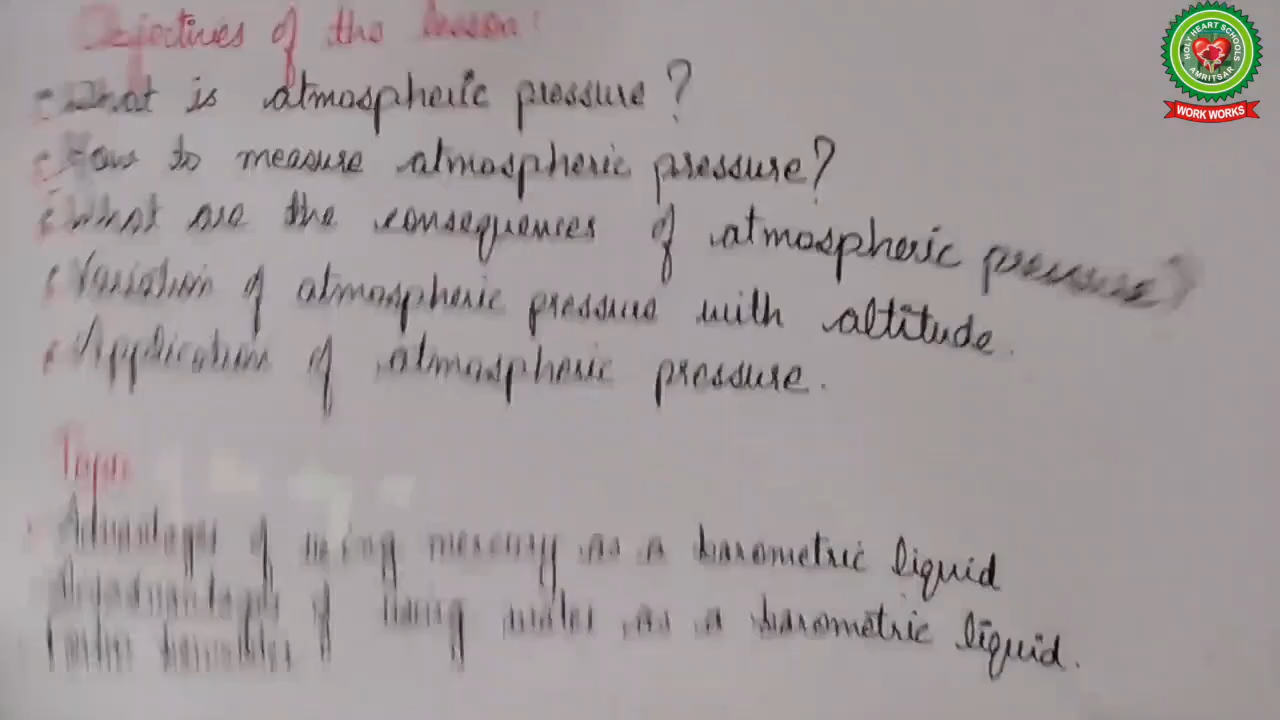 Objectives of the lesson:
What is atmospheric pressure?
How to measure atmospheric pressure?
What are the consequences of atmospheric pressure?
Variation of atmospheric pressure with altitude.
Application of atmospheric pressure.
Topic
Advantages of using mercury as a barometric liquid
Disadvantages of using water as a barometric liquid.
HOLY HEART SCHOOLS
AMRITSAR
WORK WORKS